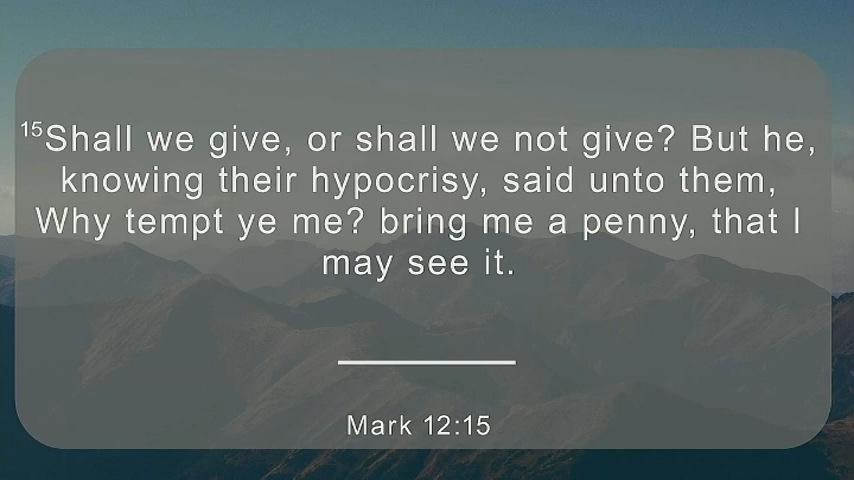 15Shall we give, or shall we not give? But he,
knowing their hypocrisy, said unto them,
Why tempt ye me? bring me a penny, that I
may see it.
Mark 12:15